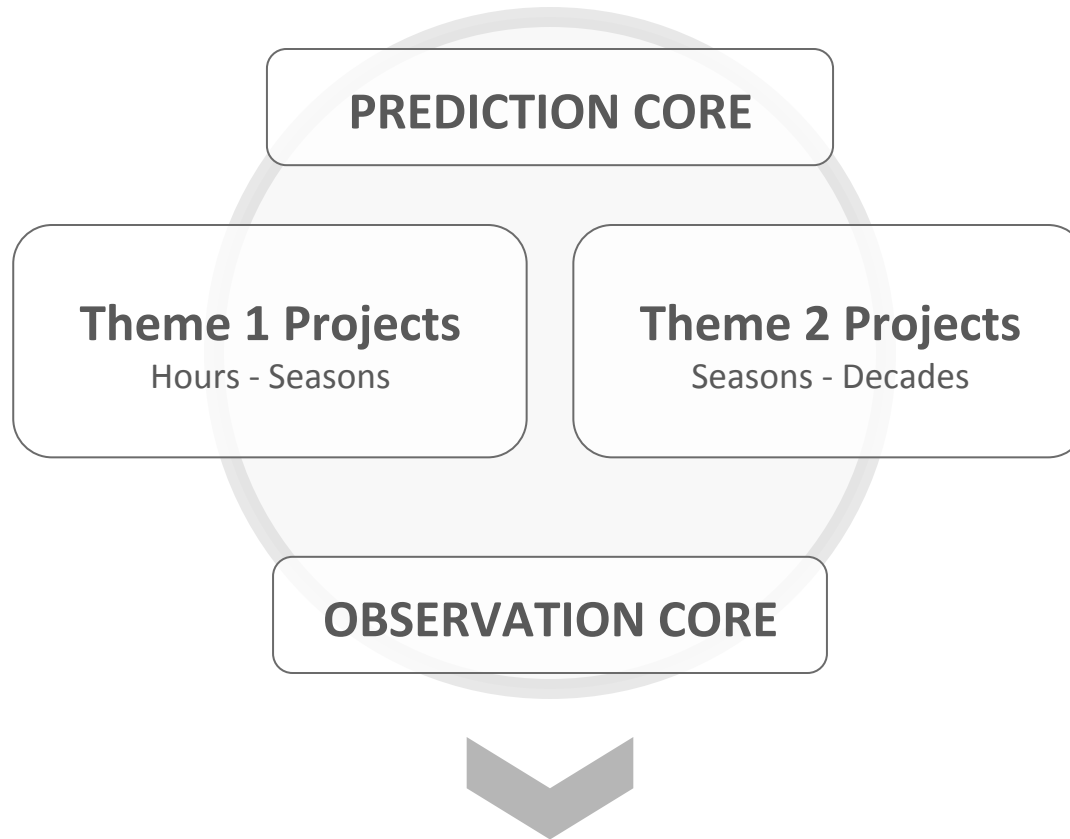 PREDICTION CORE
Theme 1 Projects
Hours - Seasons
Theme 2 Projects
Seasons - Decades
OBSERVATION CORE